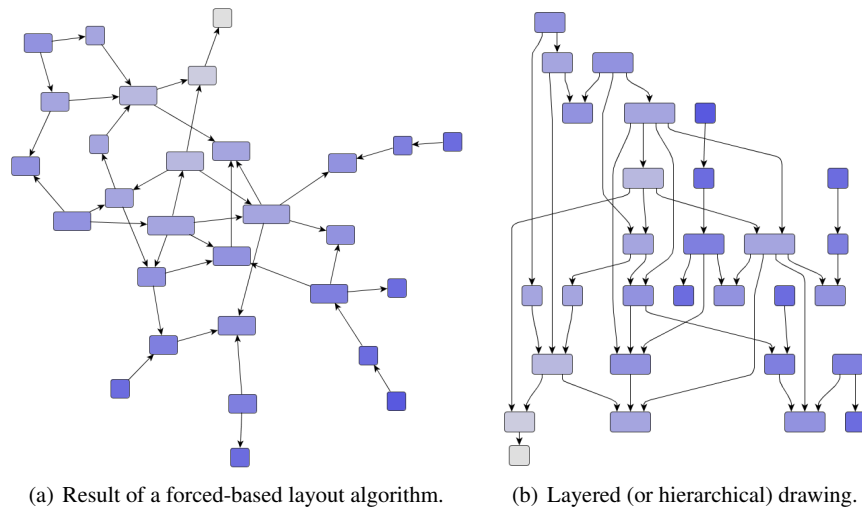 (a) Result of a forced-based layout algorithm.
(b) Layered (or hierarchical) drawing.